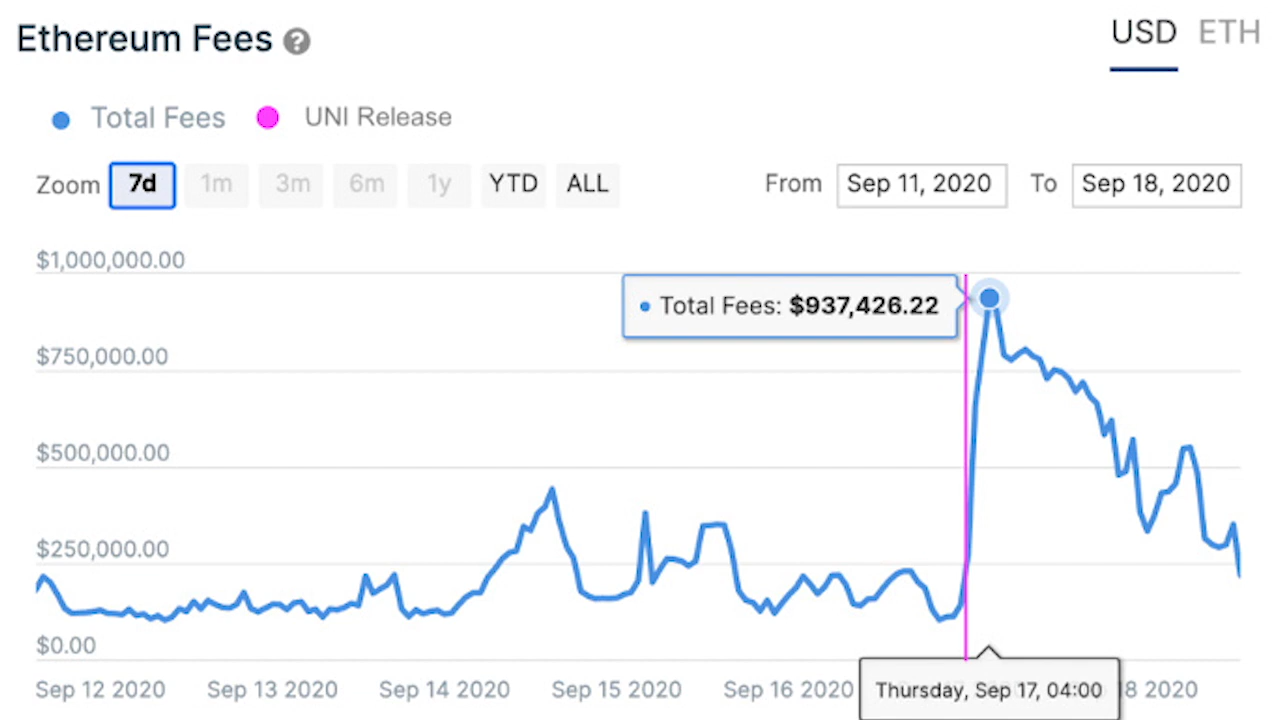 Ethereum Fees ?
USD ETH
Total Fees UNI Release
Zoom 7d 1m 3m 6m 1y YTD ALL From Sep 11, 2020 To Sep 18, 2020
$1,000,000.00
Total Fees: $937,426.22
$750,000.00
$500,000.00
$250,000.00
$0.00
Sep 12 2020 Sep 13 2020 Sep 14 2020 Sep 15 2020 Sep 16 2020 Thursday, Sep 17, 04:00 18 2020